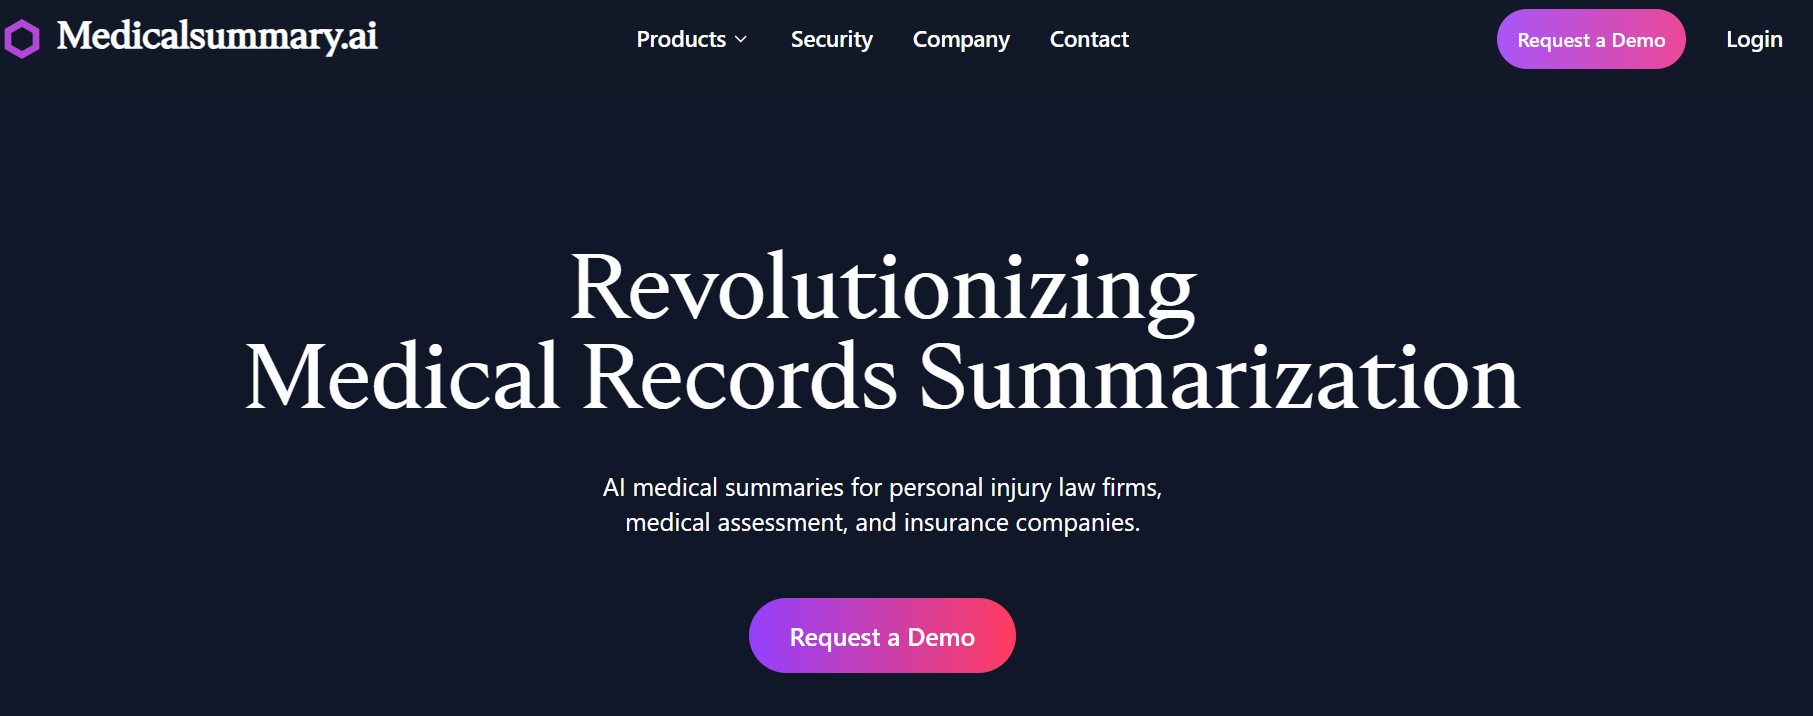 Medicalsummary.ai
Products
Security
Company
Contact
Request a Demo
Login
Revolutionizing
Medical Records Summarization
AI medical summaries for personal injury law firms,
medical assessment, and insurance companies.
Request a Demo